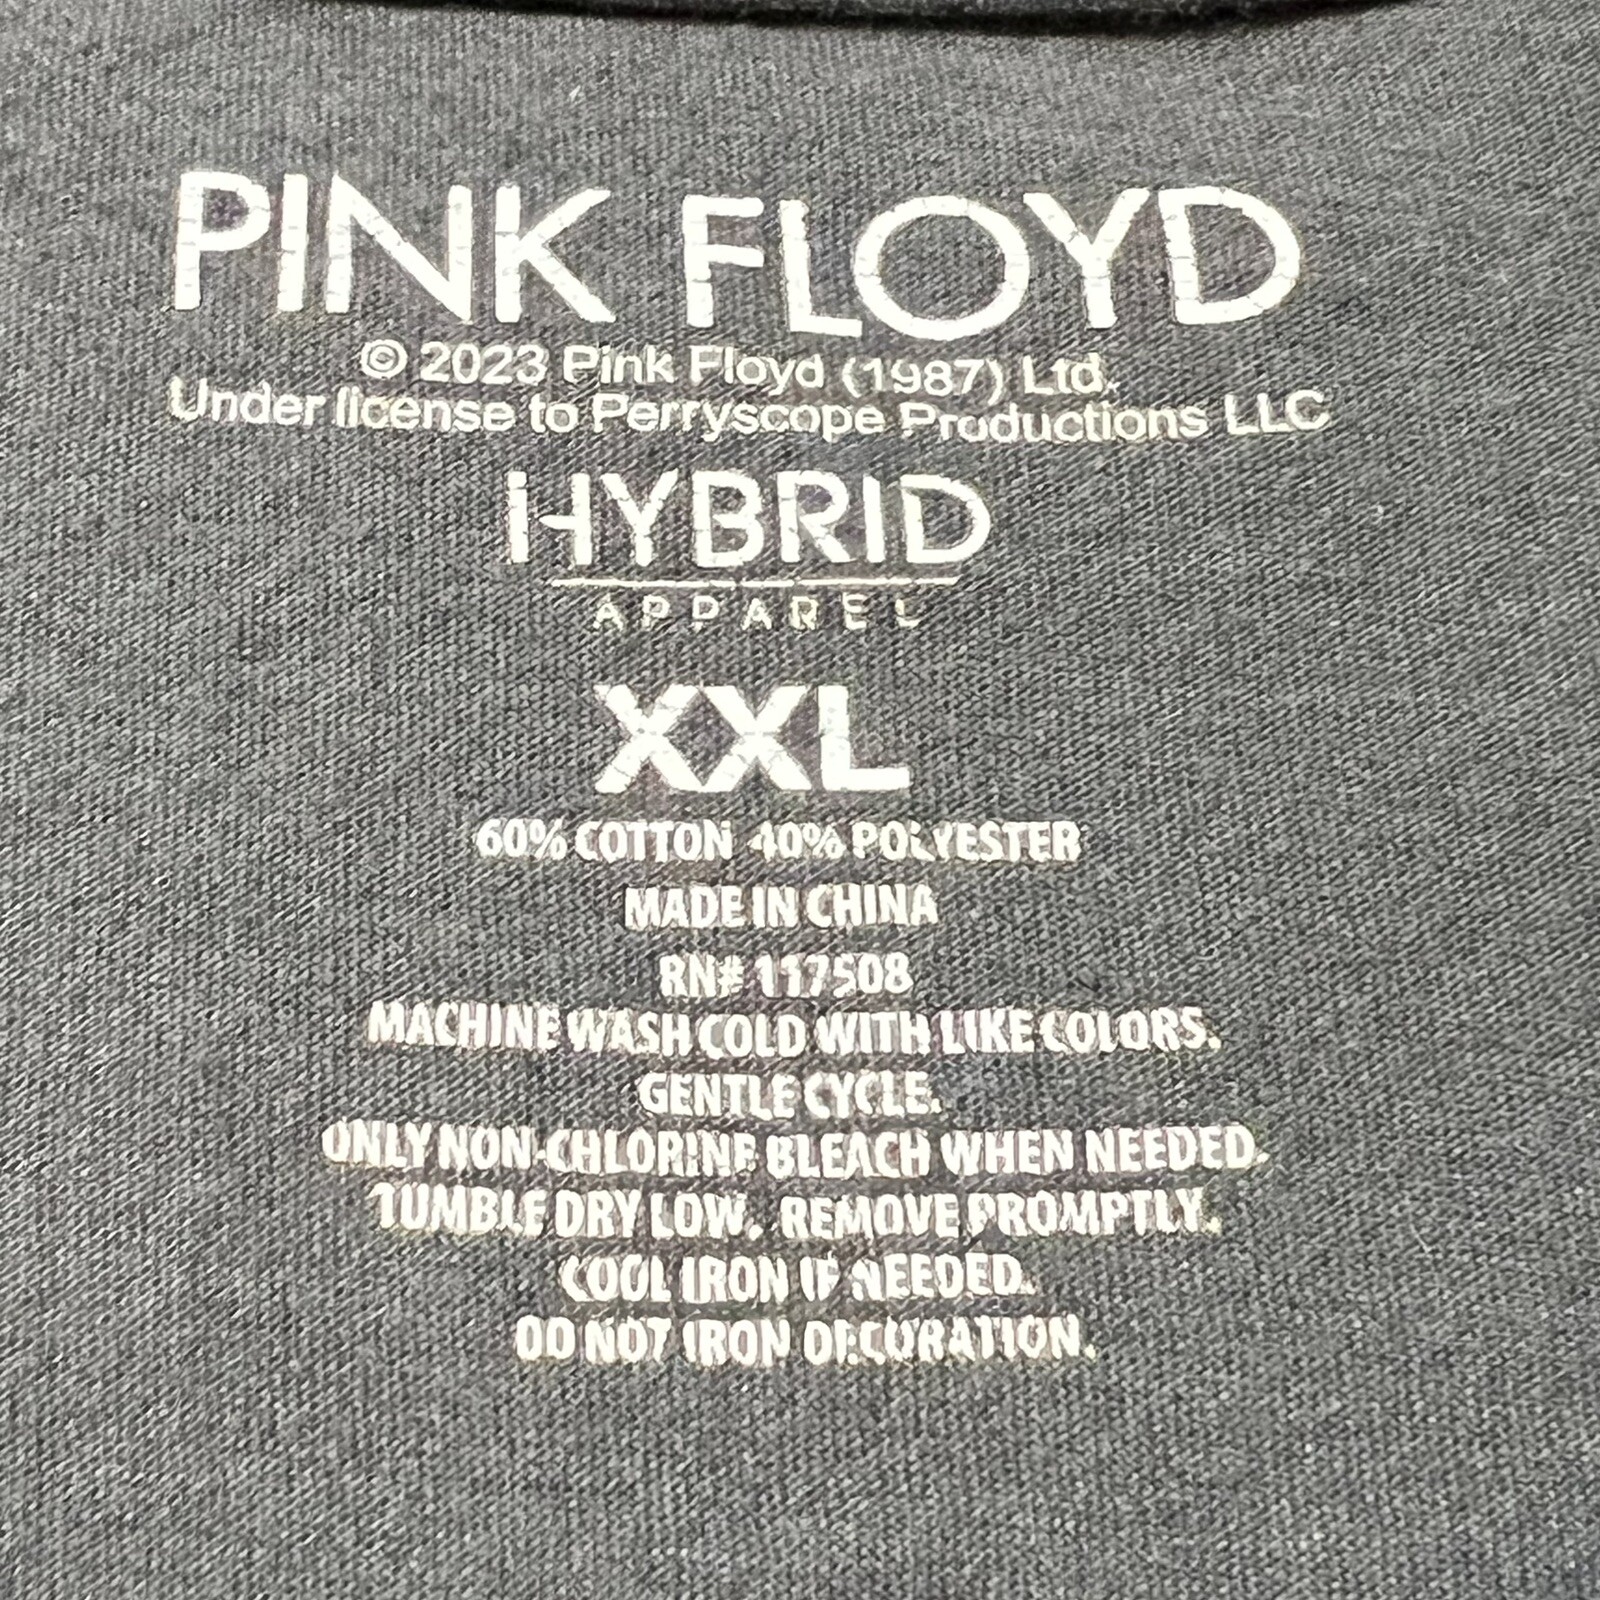 PINK FLOYD
© 2023 Pink Floyd (1987) Ltd.
Under license to Perryscope Productions LLC
HYBRID
APPAREL
XXL
60% COTTON 40% POLYESTER
MADE IN CHINA
RN# 117508
MACHINE WASH COLD WITH LIKE COLORS.
GENTLE CYCLE.
ONLY NON-CHLORINE BLEACH WHEN NEEDED.
TUMBLE DRY LOW. REMOVE PROMPTLY.
COOL IRON IF NEEDED.
DO NOT IRON DECORATION.